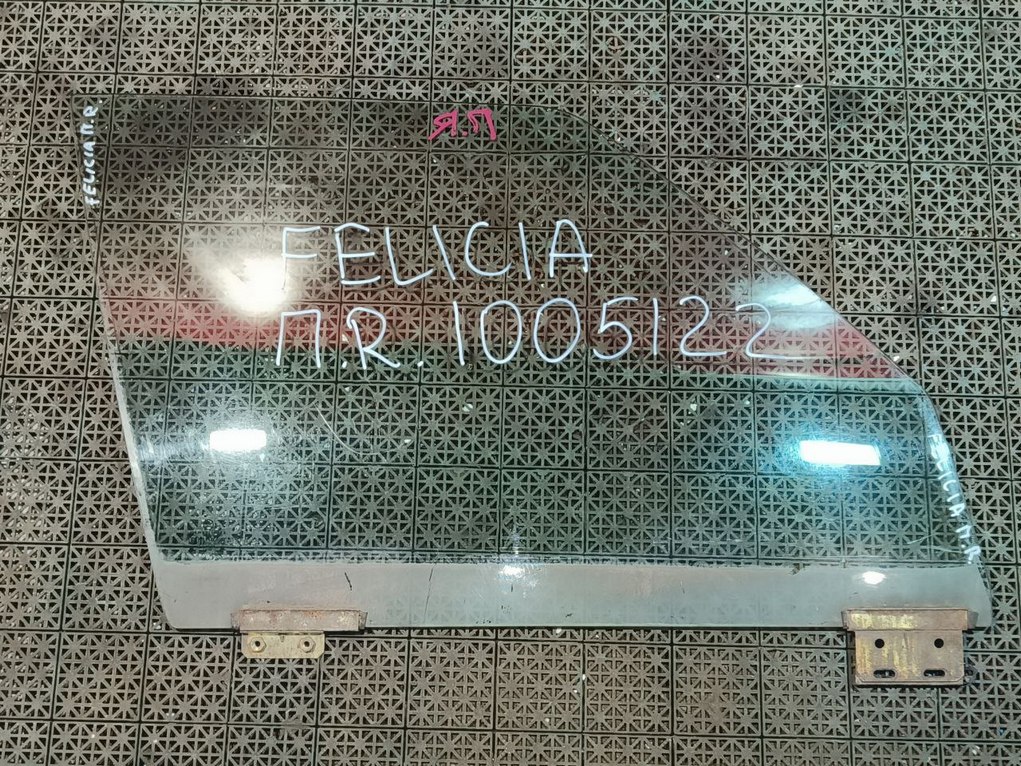 Я.П
FELICIA П.R
FELICIA
П.R. 1005122
FELICIA П.R